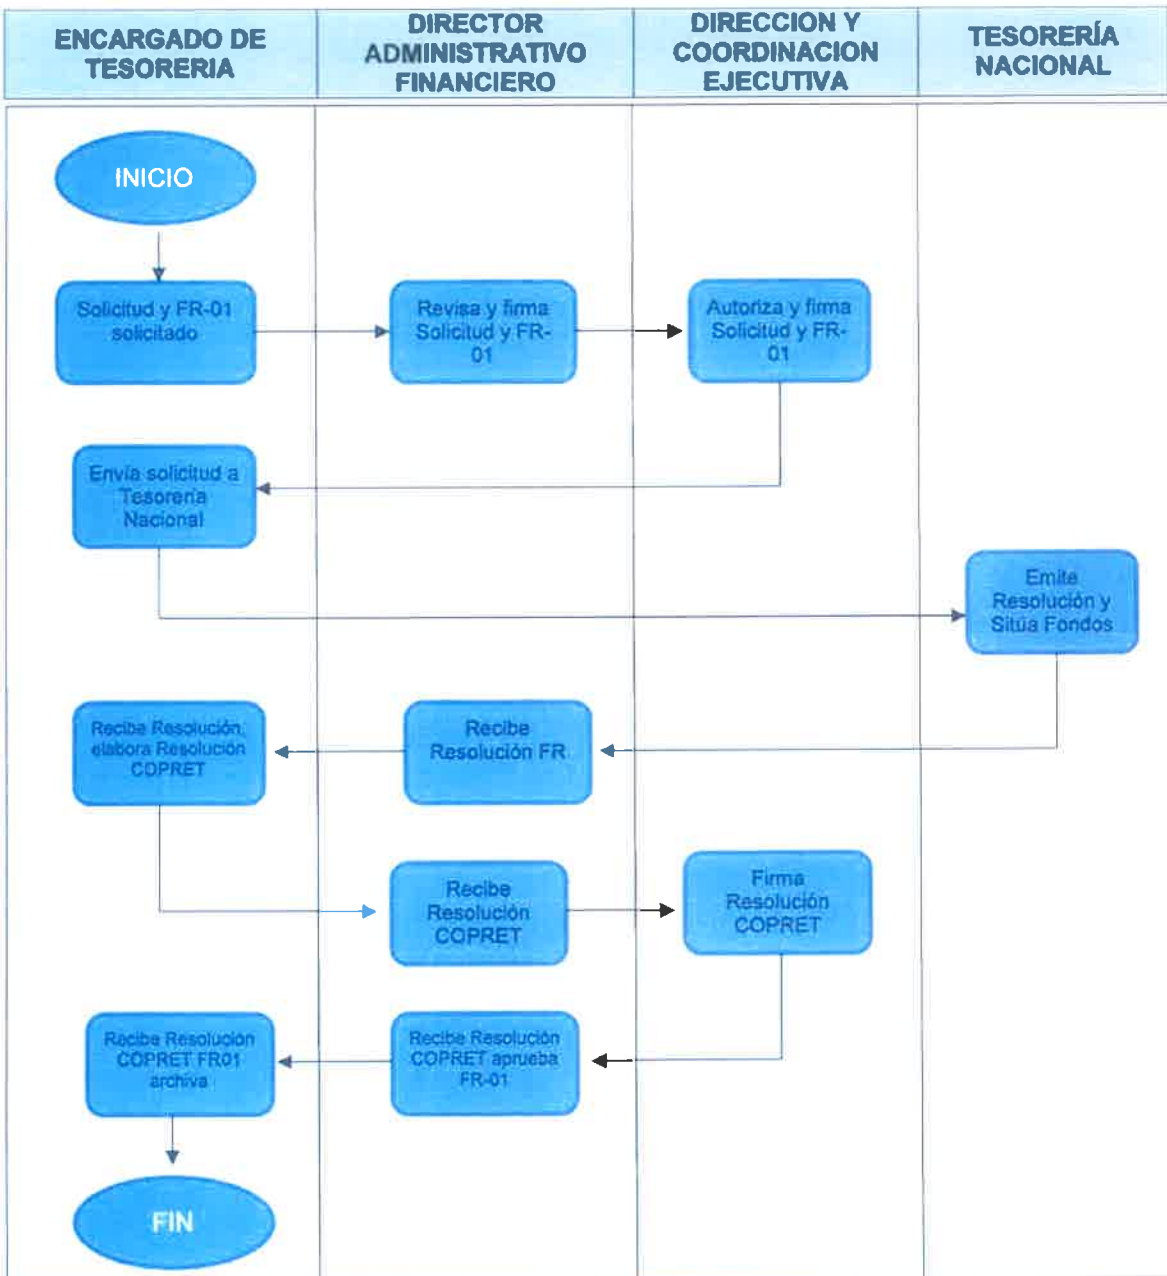 ENCARGADO DE
TESORERIA
DIRECTOR
ADMINISTRATIVO
FINANCIERO
DIRECCION Y
COORDINACION
EJECUTIVA
TESORERÍA
NACIONAL
INICIO
Solicitud y FR-01
solicitado
Revisa y firma
Solicitud y FR-
01
Autoriza y firma
Solicitud y FR-
01
Envía solicitud a
Tesorería
Nacional
Emite
Resolución y
Sitúa Fondos
Recibe Resolución,
elabora Resolución
COPRET
Recibe
Resolución FR
Recibe
Resolución
COPRET
Firma
Resolución
COPRET
Recibe Resolución
COPRET FR01
archiva
Recibe Resolución
COPRET aprueba
FR-01
FIN